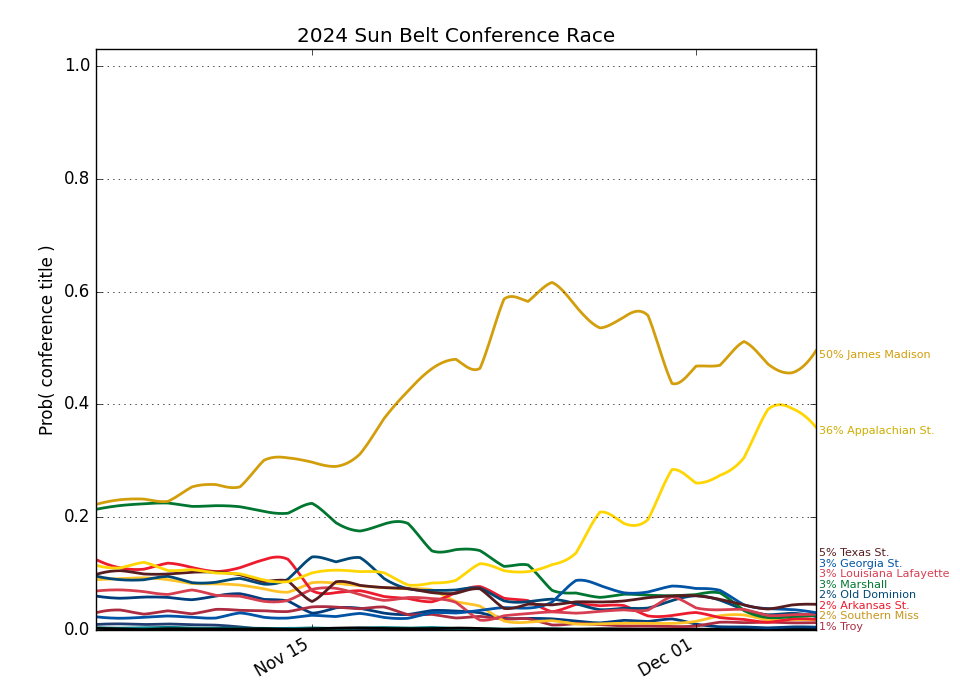 2024 Sun Belt Conference Race
Prob( conference title )
1.0
0.8
0.6
0.4
0.2
0.0
Nov 15
Dec 01
50% James Madison
36% Appalachian St.
5% Texas St.
3% Georgia St.
3% Louisiana Lafayette
3% Marshall
2% Old Dominion
2% Arkansas St.
2% Southern Miss
1% Troy